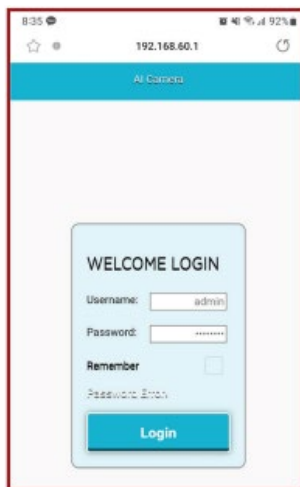 8:35 92%
192.168.60.1
AI Camera
WELCOME LOGIN
Username: admin
Password: ........
Remember
Password Error.
Login